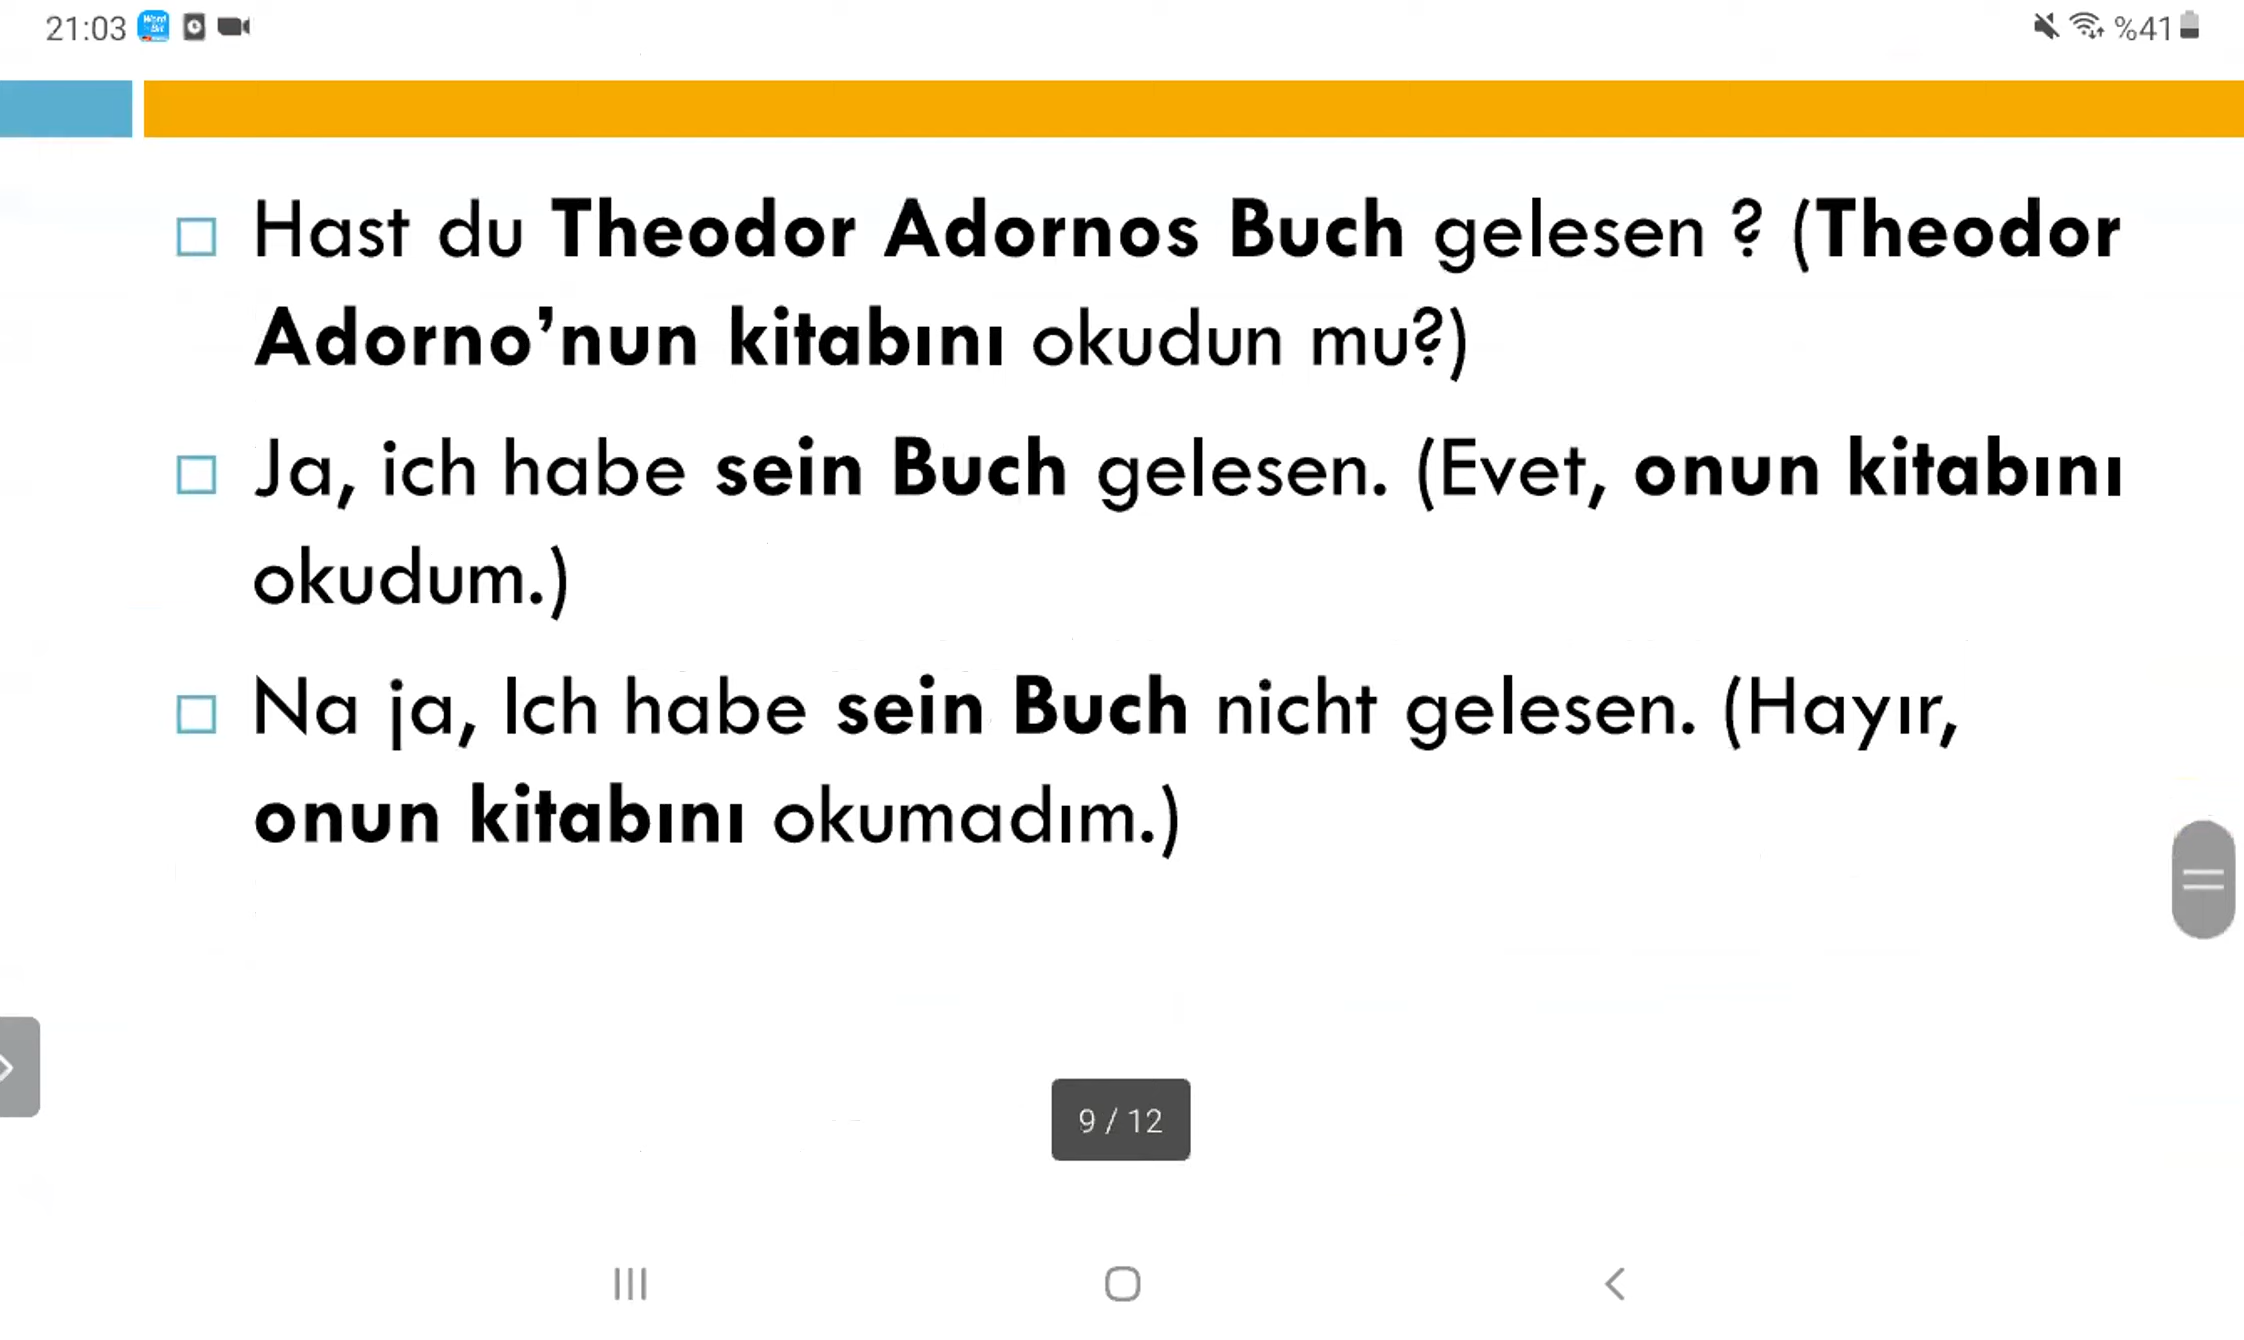 21:03 %41
Hast du Theodor Adornos Buch gelesen ? (Theodor
Adorno’nun kitabını okudun mu?)
Ja, ich habe sein Buch gelesen. (Evet, onun kitabını
okudum.)
Na ja, Ich habe sein Buch nicht gelesen. (Hayır,
onun kitabını okumadım.)
9 / 12